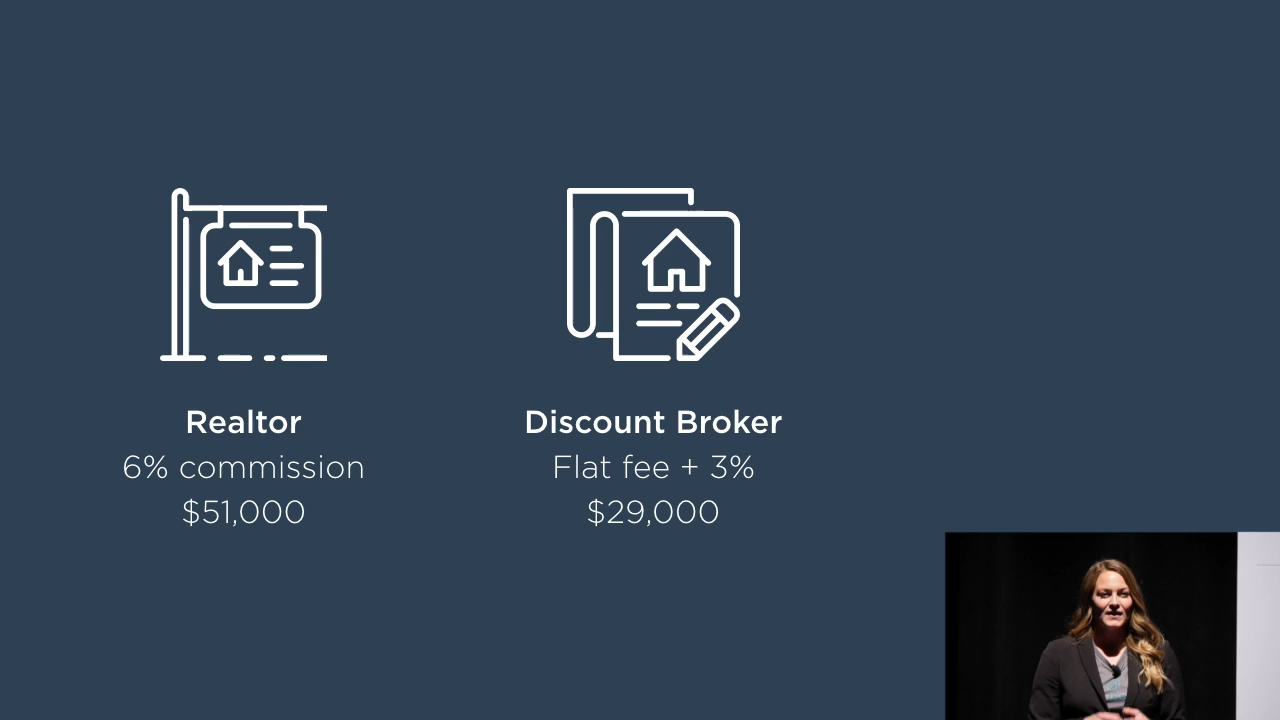 Realtor
6% commission
$51,000
Discount Broker
Flat fee + 3%
$29,000